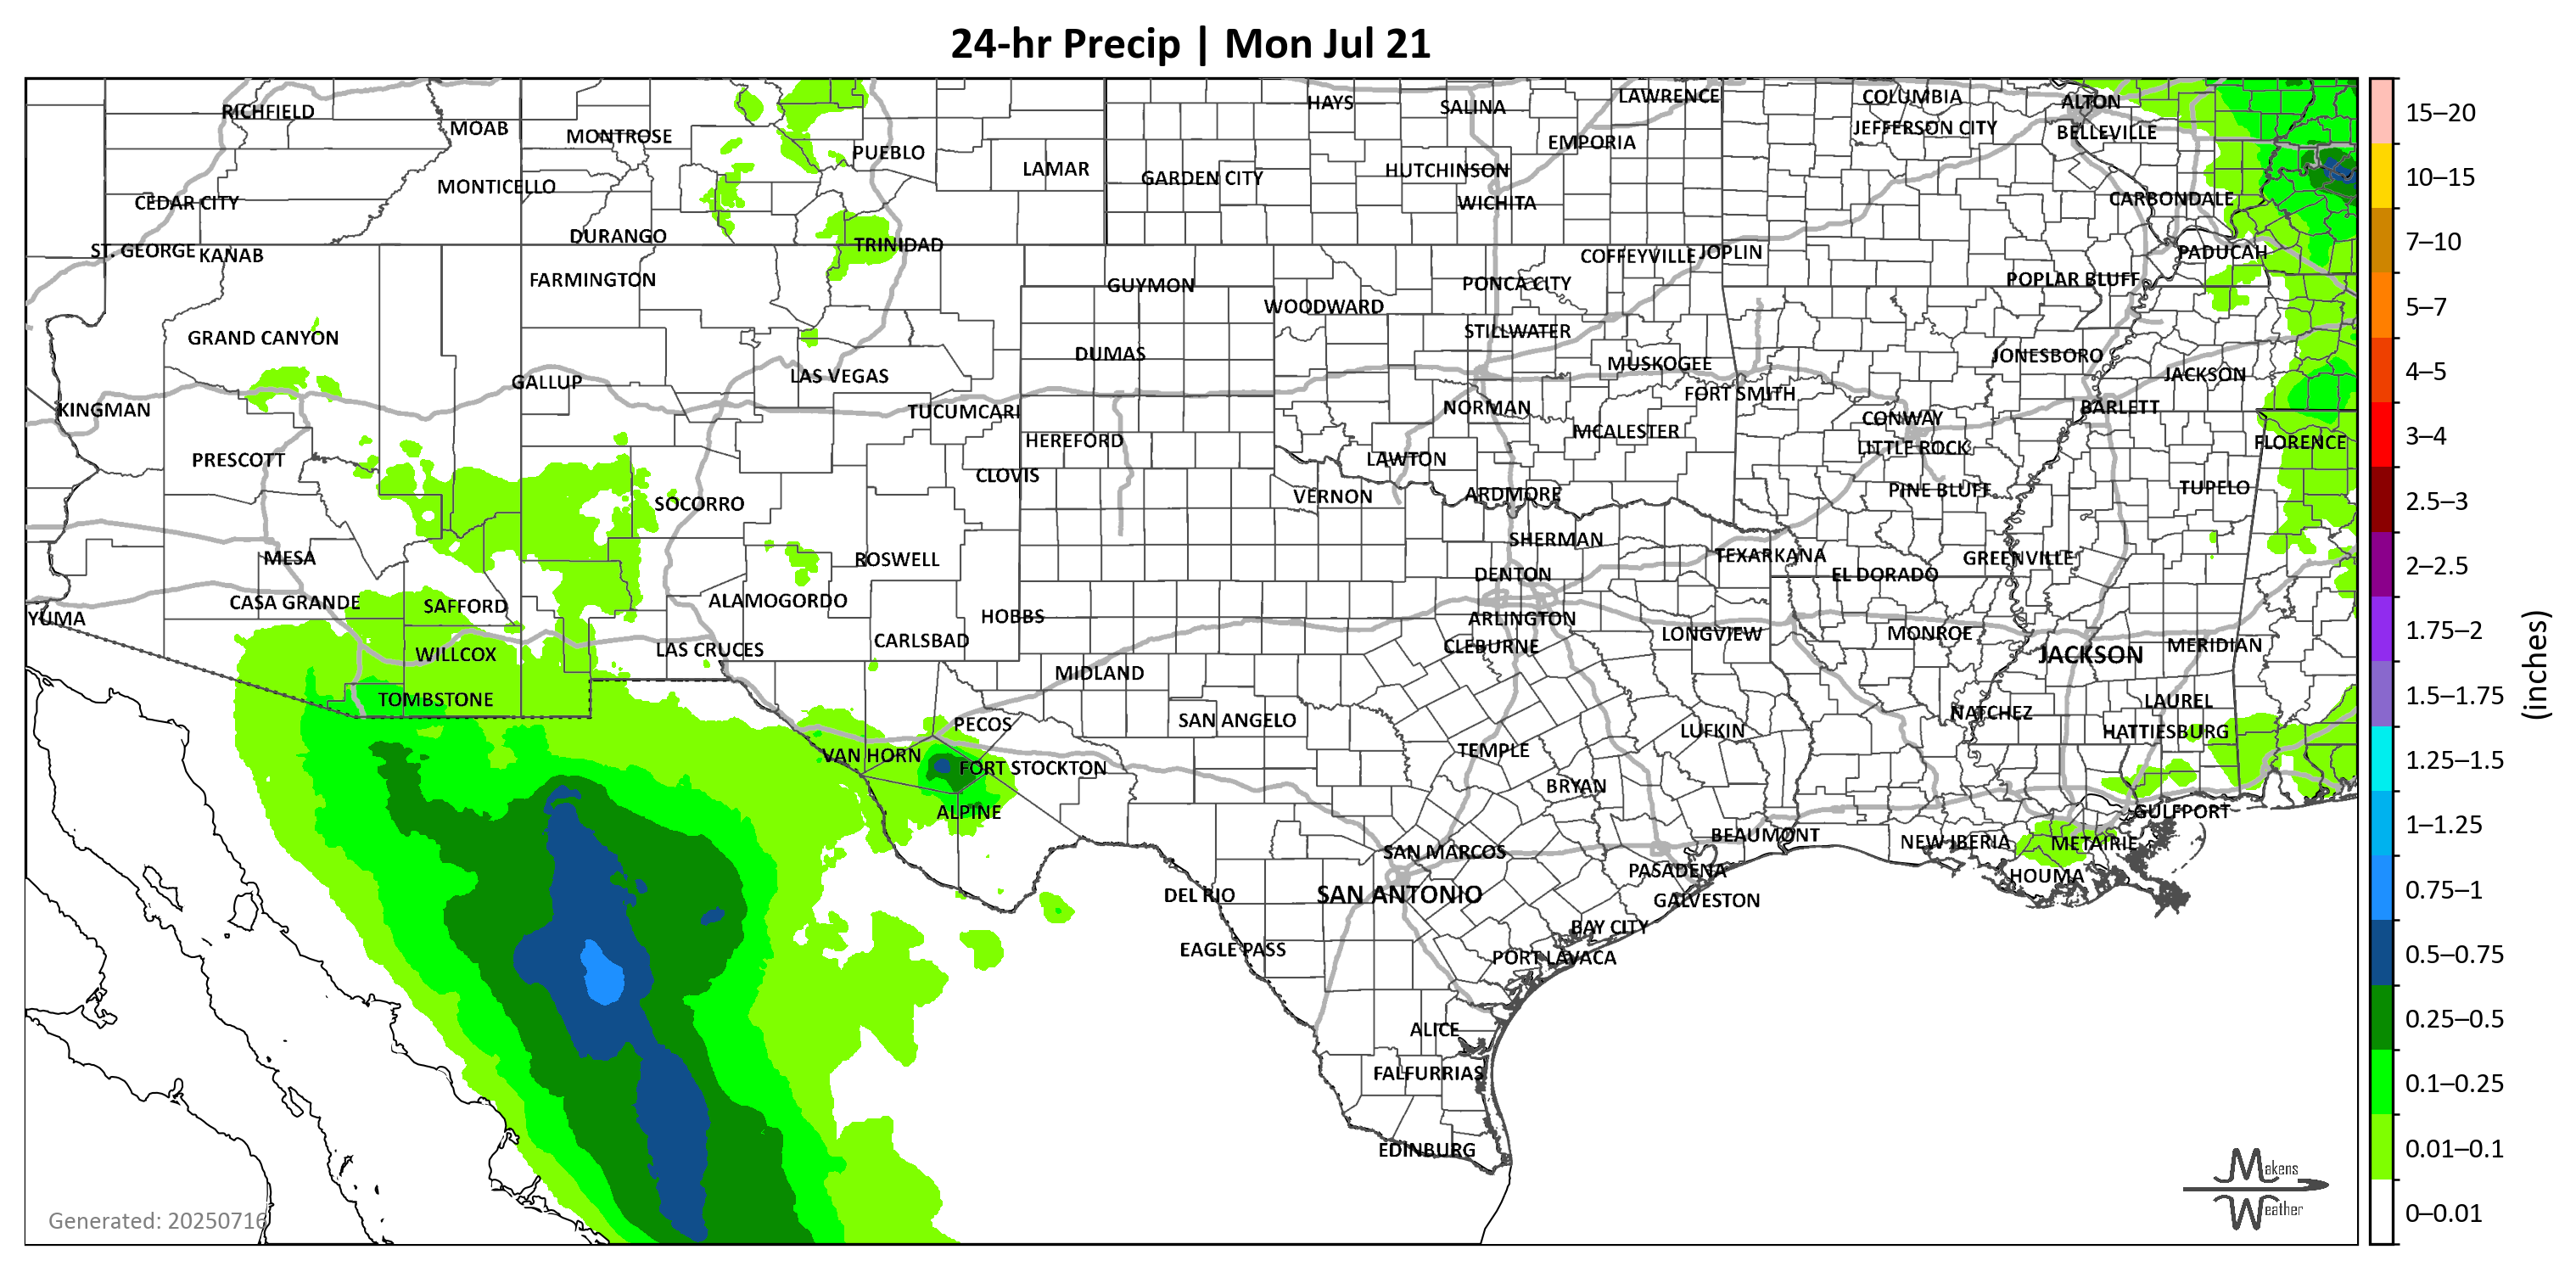 24-hr Precip | Mon Jul 21
RICHFIELD
MOAB
MONTROSE
PUEBLO
LAMAR
HAYS
SALINA
LAWRENCE
EMPORIA
COLUMBIA
JEFFERSON CITY
ALTON
BELLEVILLE
CEDAR CITY
MONTICELLO
GARDEN CITY
HUTCHINSON
WICHITA
CARBONDALE
ST. GEORGE
KANAB
DURANGO
TRINIDAD
COFFEYVILLE
JOPLIN
PADUCAH
FARMINGTON
GUYMON
WOODWARD
PONCA CITY
POPLAR BLUFF
GRAND CANYON
DUMAS
STILLWATER
JONESBORO
KINGMAN
GALLUP
LAS VEGAS
TUCUMCARI
MUSKOGEE
FORT SMITH
JACKSON
NORMAN
CONWAY
BARLETT
PRESCOTT
HEREFORD
CLOVIS
LAWTON
MCALESTER
LITTLE ROCK
FLORENCE
SOCORRO
VERNON
ARDMORE
PINE BLUFF
TUPELO
MESA
ROSWELL
SHERMAN
DENTON
TEXARKANA
EL DORADO
GREENVILLE
YUMA
CASA GRANDE
SAFFORD
ALAMOGORDO
HOBBS
ARLINGTON
CLEBURNE
LONGVIEW
MONROE
WILLCOX
LAS CRUCES
CARLSBAD
MIDLAND
JACKSON
MERIDIAN
TOMBSTONE
PECOS
SAN ANGELO
NATCHEZ
LAUREL
HATTIESBURG
VAN HORN
FORT STOCKTON
TEMPLE
LUFKIN
ALPINE
BRYAN
GULFPORT
SAN MARCOS
BEAUMONT
NEW IBERIA
METAIRIE
DEL RIO
SAN ANTONIO
PASADENA
GALVESTON
HOUMA
EAGLE PASS
BAY CITY
PORT LAVACA
ALICE
FALFURRIAS
EDINBURG
15–20
10–15
7–10
5–7
4–5
3–4
2.5–3
2–2.5
1.75–2
1.5–1.75
1.25–1.5
1–1.25
0.75–1
0.5–0.75
0.25–0.5
0.1–0.25
0.01–0.1
0–0.01
(inches)
Generated: 20250716
Makens
Weather